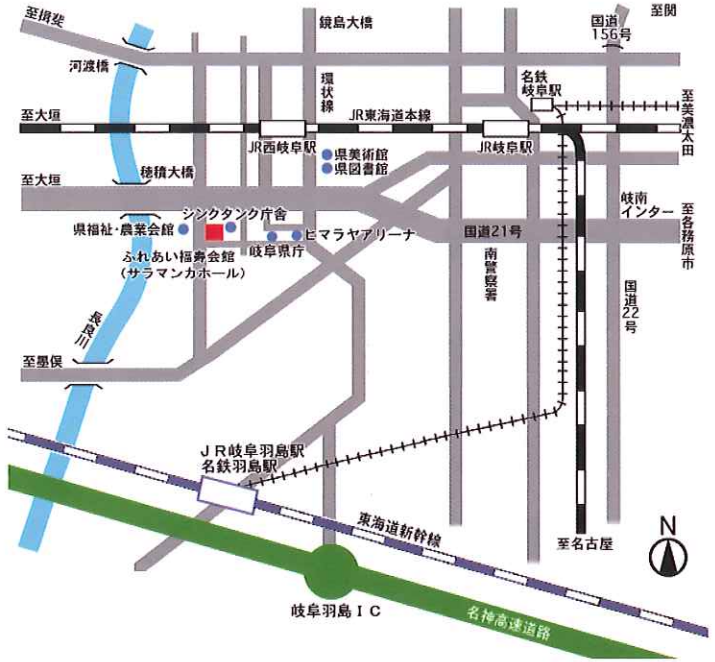 至揖斐
鏡島大橋
国道
156号
至関
河渡橋
環状線
名鉄
岐阜駅
至美濃太田
至大垣
JR東海道本線
JR西岐阜駅
JR岐阜駅
県美術館
県図書館
穂積大橋
至大垣
岐南
インター
至各務原市
シンクタンク庁舎
県福祉・農業会館
ヒマラヤアリーナ
岐阜県庁
国道21号
ふれあい福寿会館
(サラマンカホール)
南警察署
国道22号
長良川
至墨俣
JR岐阜羽島駅
名鉄羽島駅
東海道新幹線
至名古屋
N
岐阜羽島IC
名神高速道路